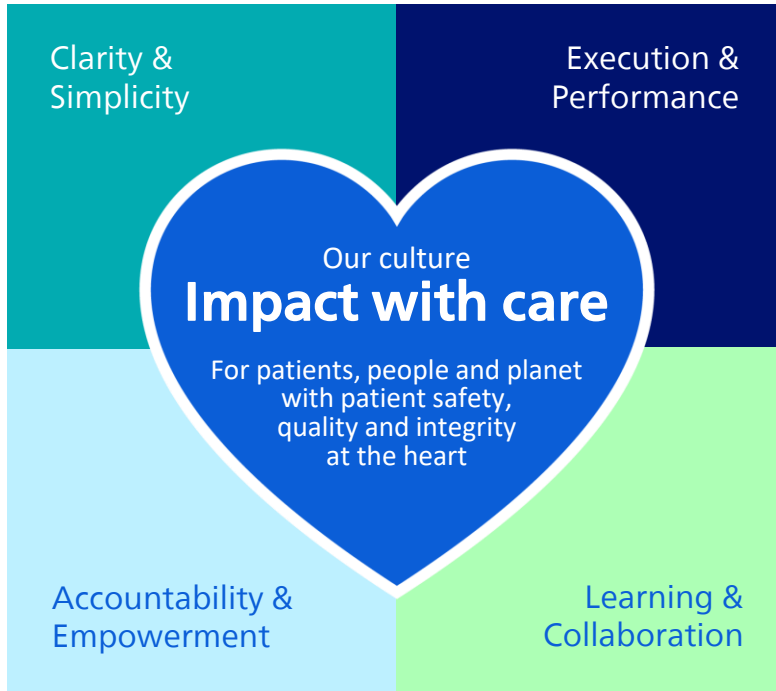 Clarity &
Simplicity
Execution &
Performance
Our culture
Impact with care
For patients, people and planet
with patient safety,
quality and integrity
at the heart
Accountability &
Empowerment
Learning &
Collaboration